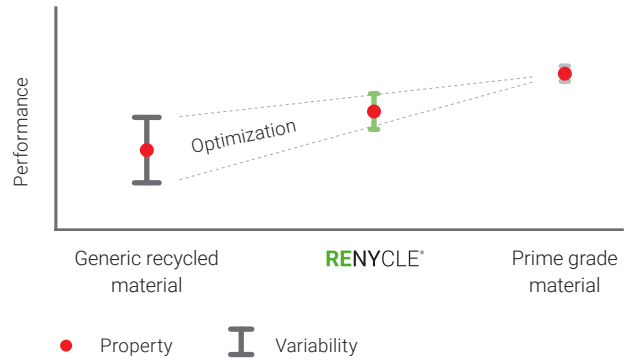 Performance
Optimization
Generic recycled
material
RENYCLE®
Prime grade
material
Property
Variability